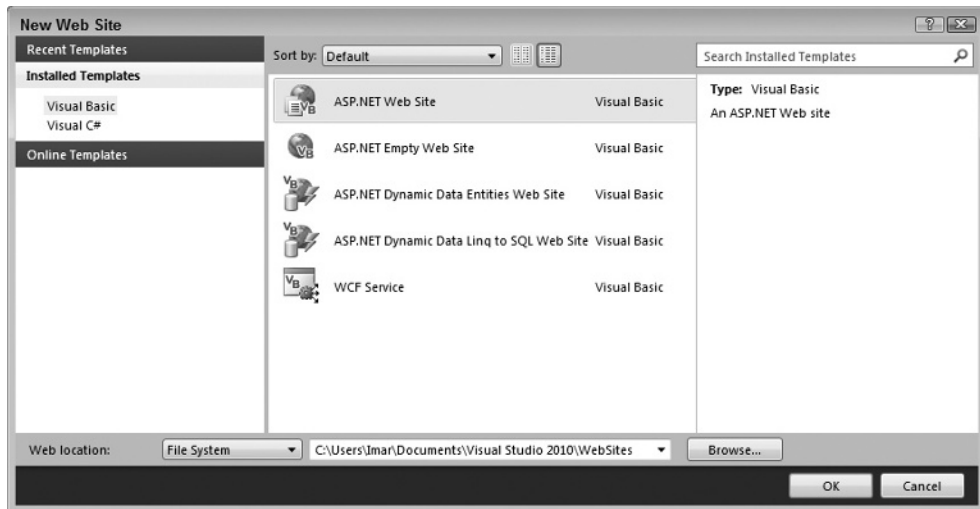 New Web Site
Recent Templates
Installed Templates
Visual Basic
Visual C#
Online Templates
Sort by: Default
Search Installed Templates
ASP.NET Web Site Visual Basic
ASP.NET Empty Web Site Visual Basic
ASP.NET Dynamic Data Entities Web Site Visual Basic
ASP.NET Dynamic Data Linq to SQL Web Site Visual Basic
WCF Service Visual Basic
Type: Visual Basic
An ASP.NET Web site
Web location: File System C:\Users\Imar\Documents\Visual Studio 2010\WebSites Browse...
OK Cancel